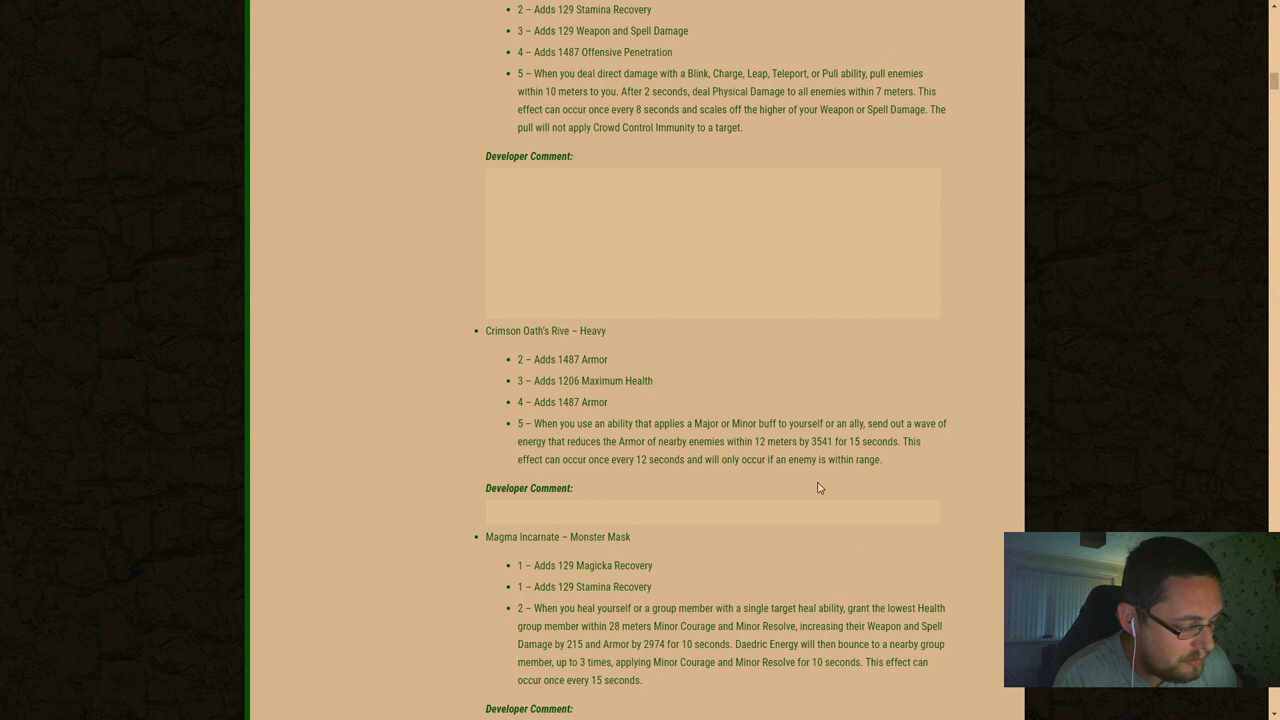 2 – Adds 129 Stamina Recovery
3 – Adds 129 Weapon and Spell Damage
4 – Adds 1487 Offensive Penetration
5 – When you deal direct damage with a Blink, Charge, Leap, Teleport, or Pull ability, pull enemies
within 10 meters to you. After 2 seconds, deal Physical Damage to all enemies within 7 meters. This
effect can occur once every 8 seconds and scales off the higher of your Weapon or Spell Damage. The
pull will not apply Crowd Control Immunity to a target.
Developer Comment:
Crimson Oath's Rive – Heavy
2 – Adds 1487 Armor
3 – Adds 1206 Maximum Health
4 – Adds 1487 Armor
5 – When you use an ability that applies a Major or Minor buff to yourself or an ally, send out a wave of
energy that reduces the Armor of nearby enemies within 12 meters by 3541 for 15 seconds. This
effect can occur once every 12 seconds and will only occur if an enemy is within range.
Developer Comment:
Magma Incarnate – Monster Mask
1 – Adds 129 Magicka Recovery
1 – Adds 129 Stamina Recovery
2 – When you heal yourself or a group member with a single target heal ability, grant the lowest Health
group member within 28 meters Minor Courage and Minor Resolve, increasing their Weapon and Spell
Damage by 215 and Armor by 2974 for 10 seconds. Daedric Energy will then bounce to a nearby group
member, up to 3 times, applying Minor Courage and Minor Resolve for 10 seconds. This effect can
occur once every 15 seconds.
Developer Comment: